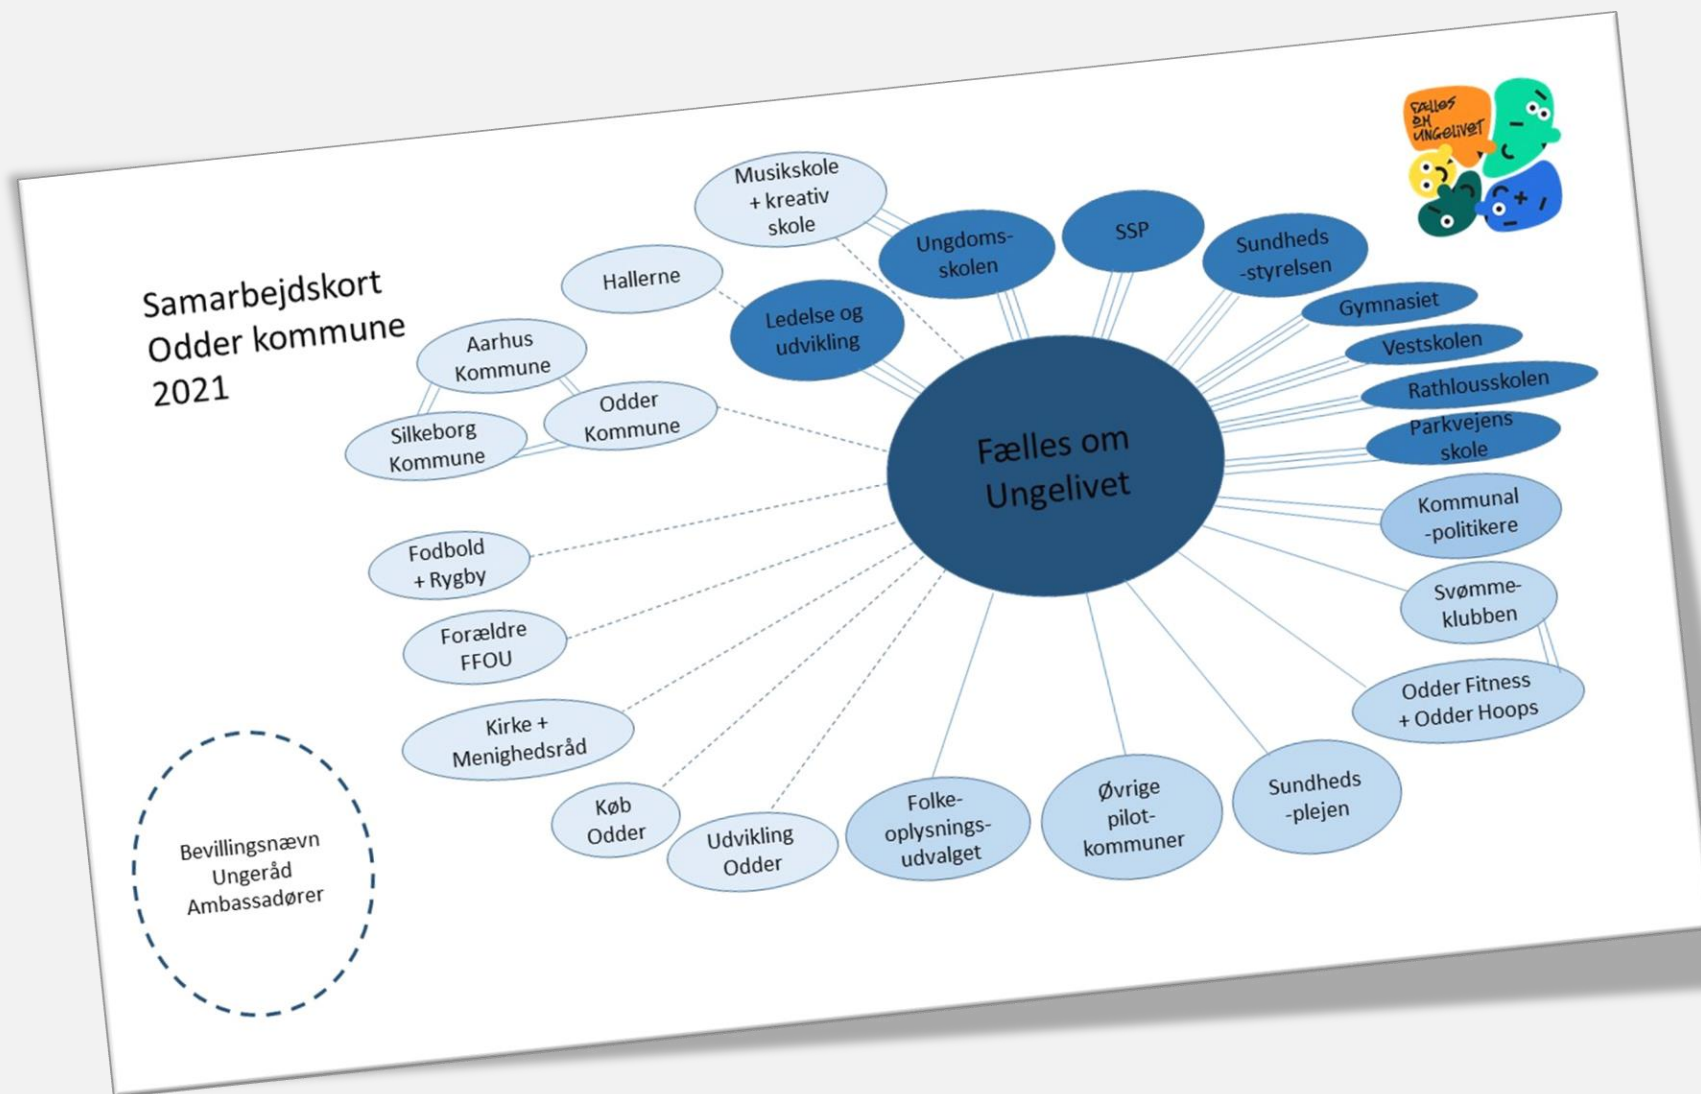 Samarbejdskort
Odder kommune
2021
FÆLLES
OM
UNGELIVET
Musikskole
+ kreativ
skole
Ungdoms-
skolen
SSP
Sundheds
-styrelsen
Gymnasiet
Vestskolen
Rathlousskolen
Parkvejens
skole
Hallerne
Ledelse og
udvikling
Aarhus
Kommune
Odder
Kommune
Silkeborg
Kommune
Fælles om
Ungelivet
Kommunal
-politikere
Svømme-
klubben
Odder Fitness
+ Odder Hoops
Sundheds
-plejen
Øvrige
pilot-
kommuner
Folke-
oplysnings-
udvalget
Udvikling
Odder
Køb
Odder
Kirke +
Menighedsråd
Forældre
FFOU
Fodbold
+ Rygby
Bevillingsnævn
Ungeråd
Ambassadører